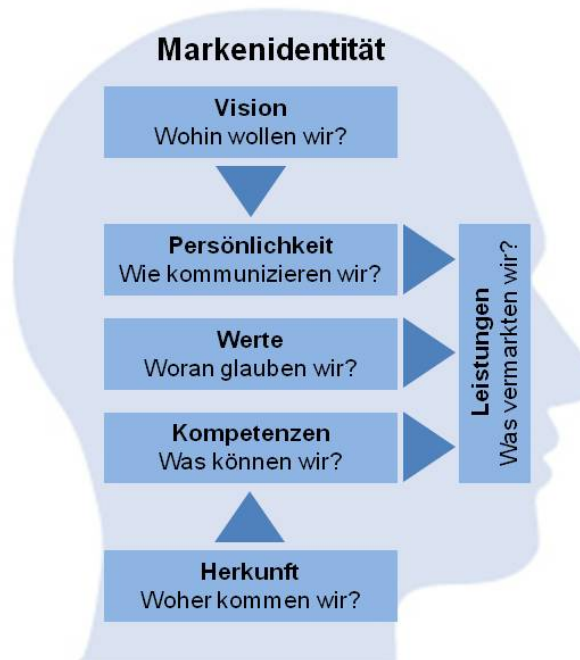 Markenidentität
Vision
Wohin wollen wir?
Persönlichkeit
Wie kommunizieren wir?
Werte
Woran glauben wir?
Kompetenzen
Was können wir?
Herkunft
Woher kommen wir?
Leistungen
Was vermarkten wir?